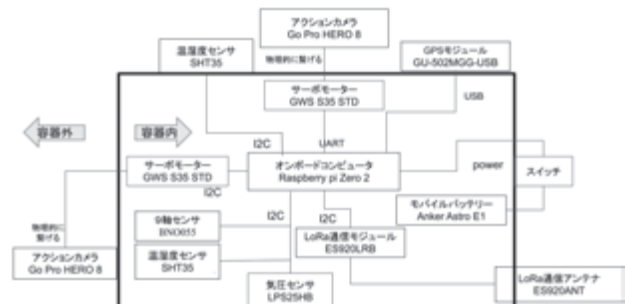 アクションカメラ
Go Pro HERO 8
温湿度センサ
SHT35
物理的に繋げる
GPSモジュール
GU-502MGG-USB
サーボモーター
GWS S35 STD
USB
容器外
容器内
I2C
UART
サーボモーター
GWS S35 STD
オンボードコンピュータ
Raspberry pi Zero 2
power
スイッチ
I2C
物理的に
繋げる
9軸センサ
BNO055
I2C
I2C
モバイルバッテリー
Anker Astro E1
LoRa通信モジュール
ES920LRB
アクションカメラ
Go Pro HERO 8
温湿度センサ
SHT35
気圧センサ
LPS25HB
LoRa通信アンテナ
ES920ANT